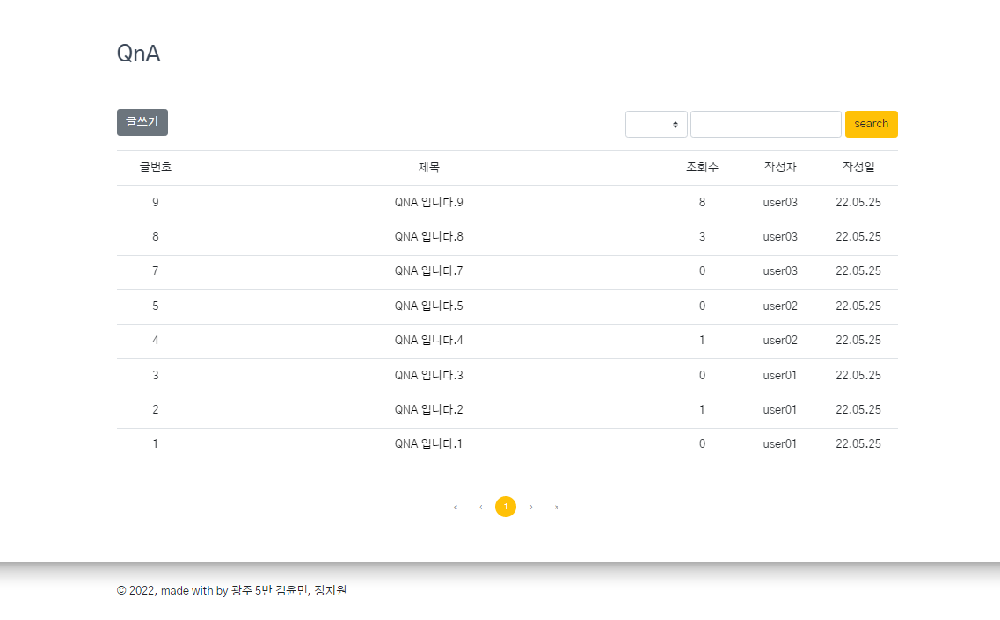 QnA
글쓰기 search
글번호 제목 조회수 작성자 작성일
9 QNA 입니다.9 8 user03 22.05.25
8 QNA 입니다.8 3 user03 22.05.25
7 QNA 입니다.7 0 user03 22.05.25
5 QNA 입니다.5 0 user02 22.05.25
4 QNA 입니다.4 1 user02 22.05.25
3 QNA 입니다.3 0 user01 22.05.25
2 QNA 입니다.2 1 user01 22.05.25
1 QNA 입니다.1 0 user01 22.05.25
« ‹ 1 › »
© 2022, made with by 광주 5반 김윤민, 정지원